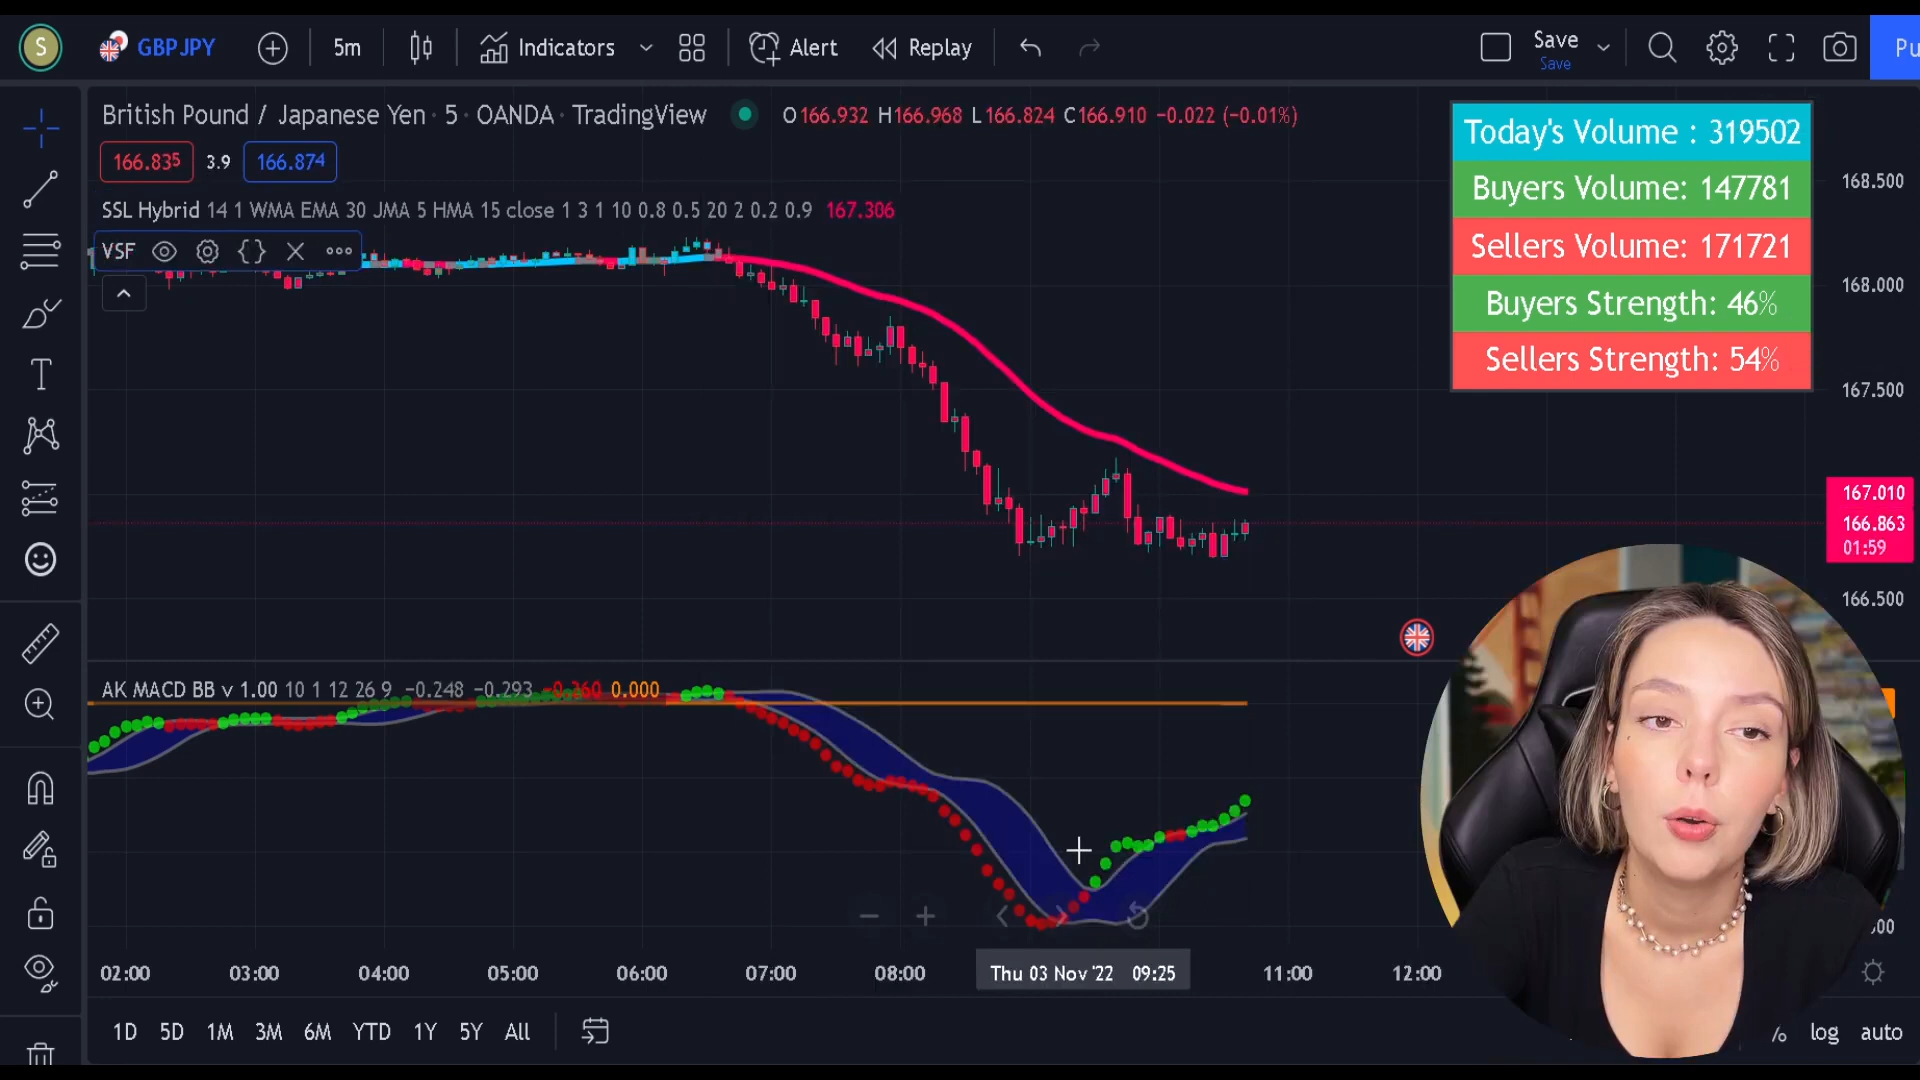 S GBPJPY 5m Indicators Alert Replay Save Pu
Save
British Pound / Japanese Yen · 5 · OANDA · TradingView O166.932 H166.968 L166.824 C166.910 −0.022 (−0.01%)
166.835 3.9 166.874
SSL Hybrid 14 1 WMA EMA 30 JMA 5 HMA 15 close 1 3 1 10 0.8 0.5 20 2 0.2 0.9 167.306
VSF
Today's Volume : 319502
Buyers Volume: 147781
Sellers Volume: 171721
Buyers Strength: 46%
Sellers Strength: 54%
168.500
168.000
167.500
167.010
166.863
01:59
166.500
AK MACD BB v 1.00 10 1 12 26 9 −0.248 −0.293 −0.260 0.000
02:00 03:00 04:00 05:00 06:00 07:00 08:00 Thu 03 Nov '22 09:25 11:00 12:00
1D 5D 1M 3M 6M YTD 1Y 5Y All log auto